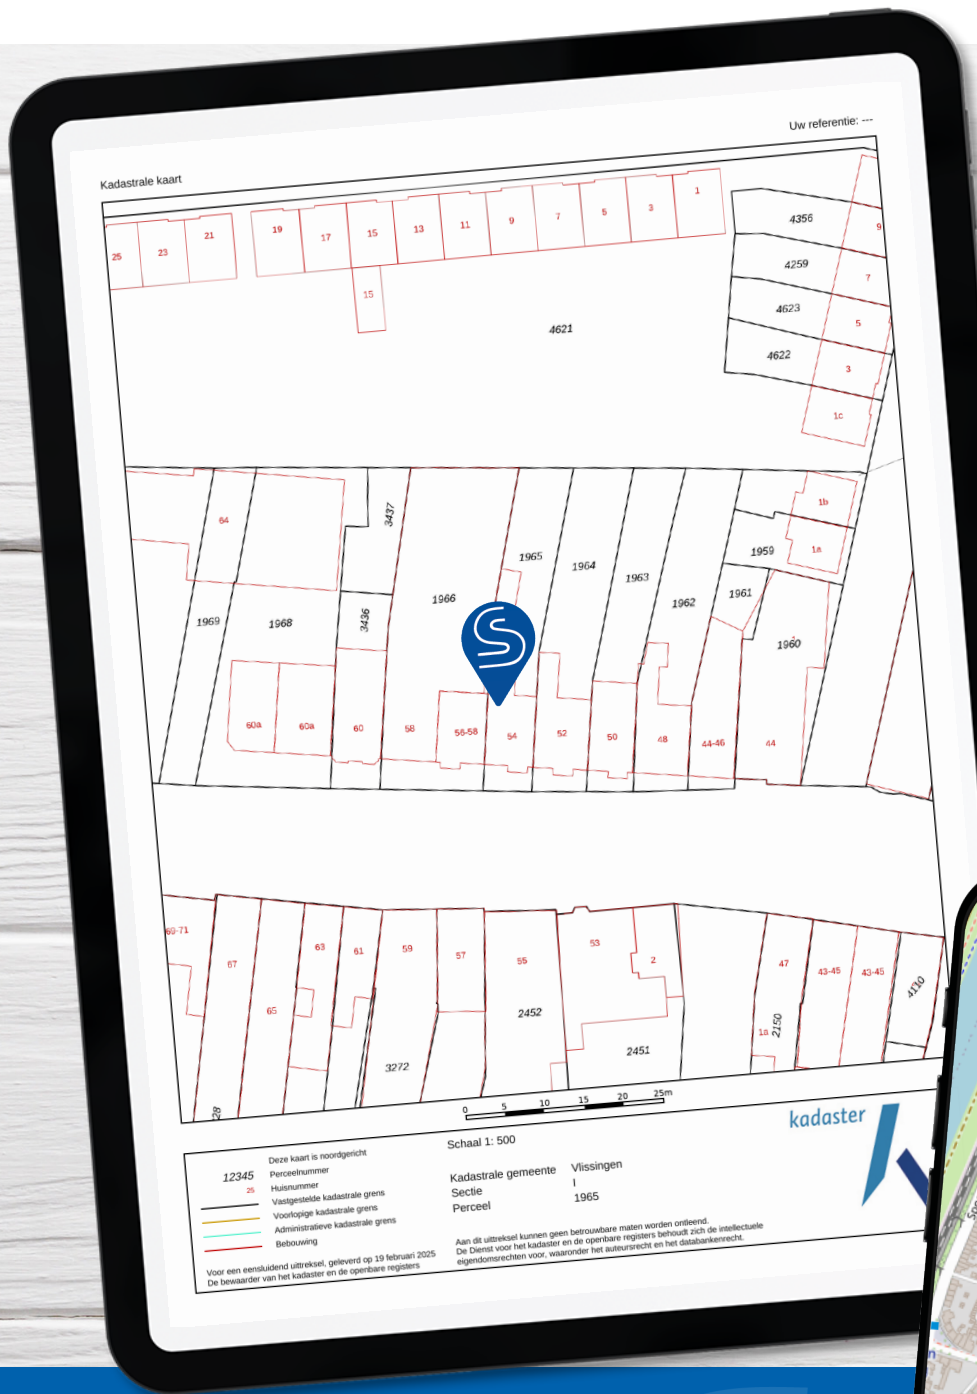 Uw referentie: ---
Kadastrale kaart
25
23
21
19
17
15
13
11
9
7
5
3
1
15
4621
4356
9
4259
7
4623
5
4622
3
1c
64
3437
1965
1964
1963
1962
1959
1b
1a
1961
1960
1969
1968
3436
1966
60a
60a
60
58
56-58
54
52
50
48
44-46
44
69-71
67
65
63
61
59
57
55
53
2
47
43-45
43-45
4130
2452
2451
3272
1a
2150
28
0 5 10 15 20 25m
Schaal 1: 500
kadaster
Deze kaart is noordgericht
12345 Perceelnummer
25 Huisnummer
Vastgestelde kadastrale grens
Voorlopige kadastrale grens
Administratieve kadastrale grens
Bebouwing
Kadastrale gemeente Vlissingen
Sectie I
Perceel 1965
Voor een eensluidend uittreksel, geleverd op 19 februari 2025
De bewaarder van het kadaster en de openbare registers
Aan dit uittreksel kunnen geen betrouwbare maten worden ontleend.
De Dienst voor het kadaster en de openbare registers behoudt zich de intellectuele
eigendomsrechten voor, waaronder het auteursrecht en het databankenrecht.